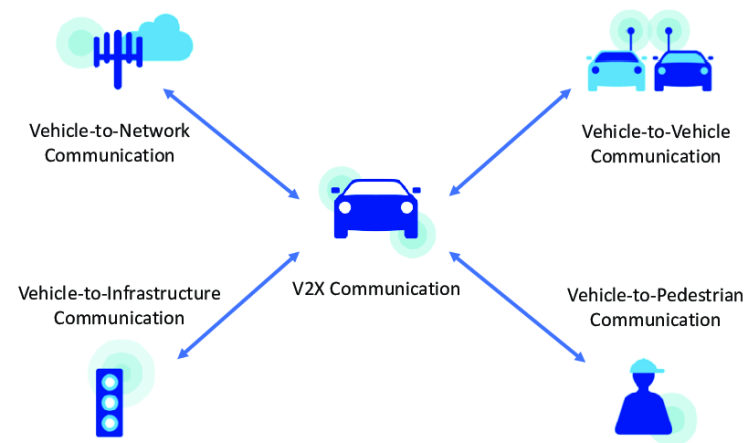 Vehicle-to-Network
Communication
Vehicle-to-Vehicle
Communication
V2X Communication
Vehicle-to-Infrastructure
Communication
Vehicle-to-Pedestrian
Communication